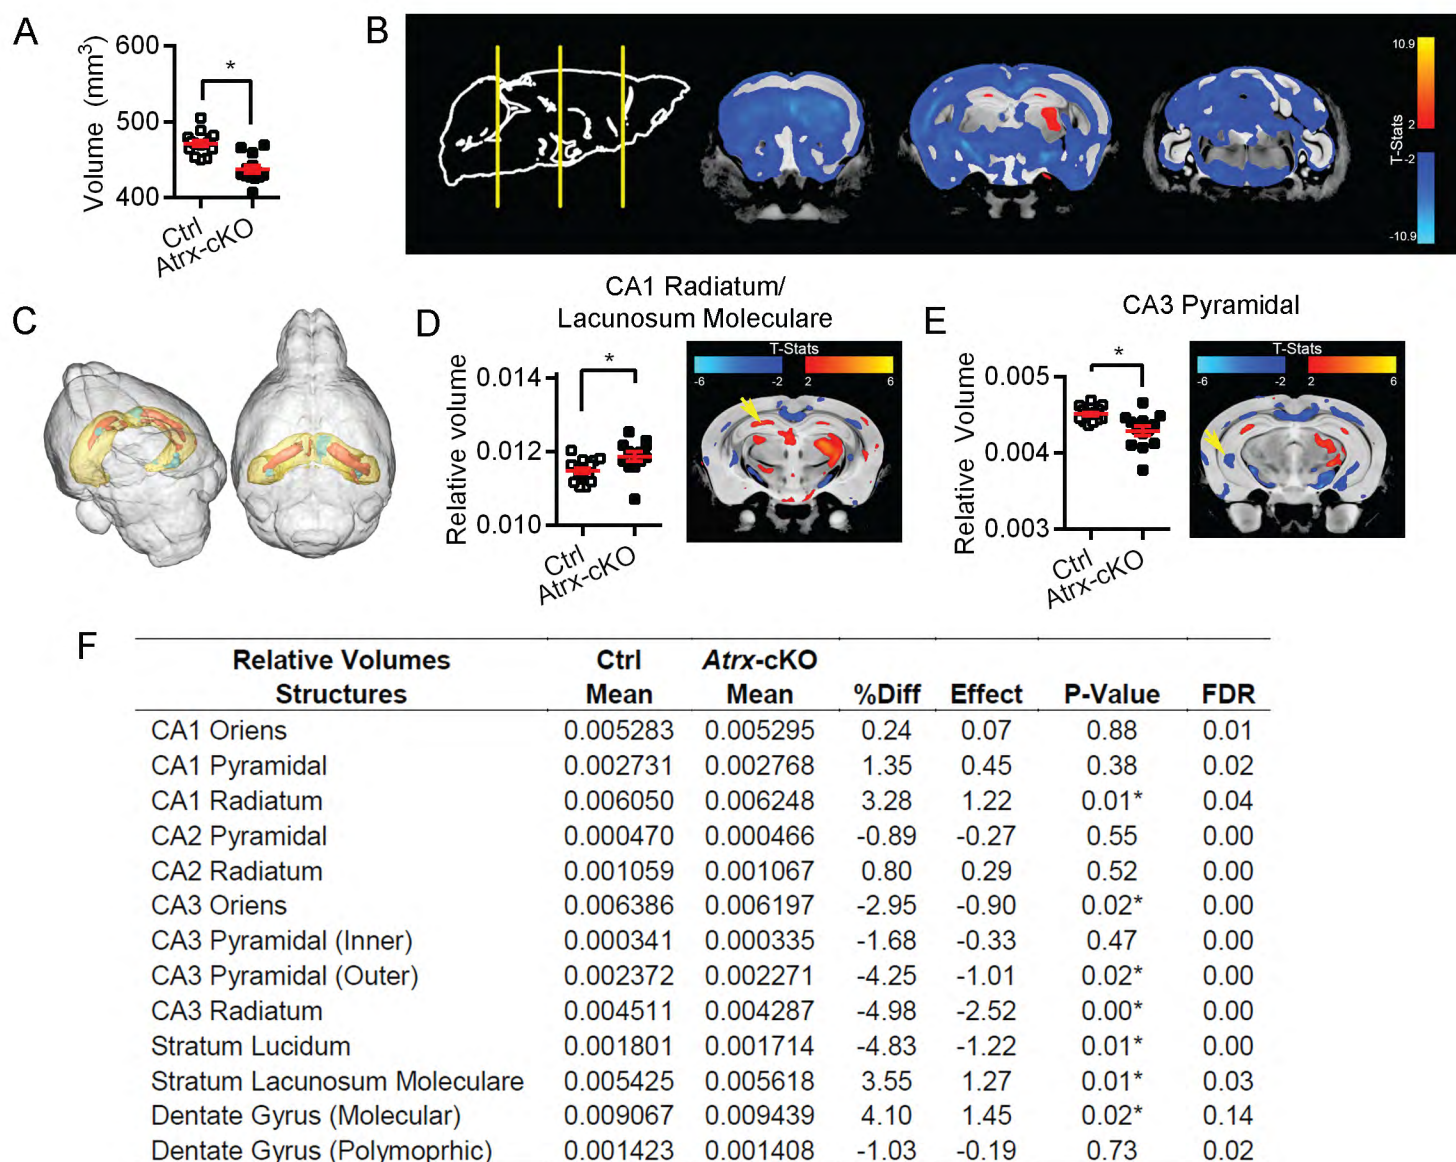 A
600
500
400
Volume (mm³)
*
Ctrl
Atrx-cKO
B
10.9
2
-2
-10.9
T-Stats
C
D
CA1 Radiatum/
Lacunosum Moleculare
Relative volume
0.014
0.012
0.010
*
Ctrl
Atrx-cKO
T-Stats
-6 -2 2 6
E
CA3 Pyramidal
Relative Volume
0.005
0.004
0.003
*
Ctrl
Atrx-cKO
T-Stats
-6 -2 2 6
F
Relative Volumes Ctrl Atrx-cKO
Structures Mean Mean %Diff Effect P-Value FDR
CA1 Oriens 0.005283 0.005295 0.24 0.07 0.88 0.01
CA1 Pyramidal 0.002731 0.002768 1.35 0.45 0.38 0.02
CA1 Radiatum 0.006050 0.006248 3.28 1.22 0.01* 0.04
CA2 Pyramidal 0.000470 0.000466 -0.89 -0.27 0.55 0.00
CA2 Radiatum 0.001059 0.001067 0.80 0.29 0.52 0.00
CA3 Oriens 0.006386 0.006197 -2.95 -0.90 0.02* 0.00
CA3 Pyramidal (Inner) 0.000341 0.000335 -1.68 -0.33 0.47 0.00
CA3 Pyramidal (Outer) 0.002372 0.002271 -4.25 -1.01 0.02* 0.00
CA3 Radiatum 0.004511 0.004287 -4.98 -2.52 0.00* 0.00
Stratum Lucidum 0.001801 0.001714 -4.83 -1.22 0.01* 0.00
Stratum Lacunosum Moleculare 0.005425 0.005618 3.55 1.27 0.01* 0.03
Dentate Gyrus (Molecular) 0.009067 0.009439 4.10 1.45 0.02* 0.14
Dentate Gyrus (Polymoprhic) 0.001423 0.001408 -1.03 -0.19 0.73 0.02